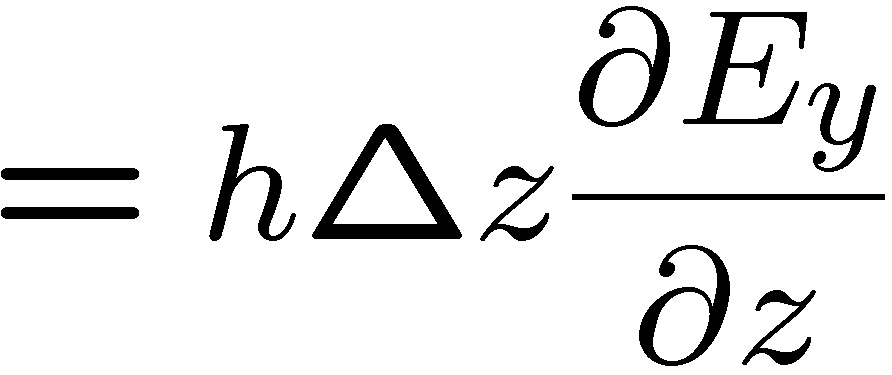 = h△z ∂E_y/∂z